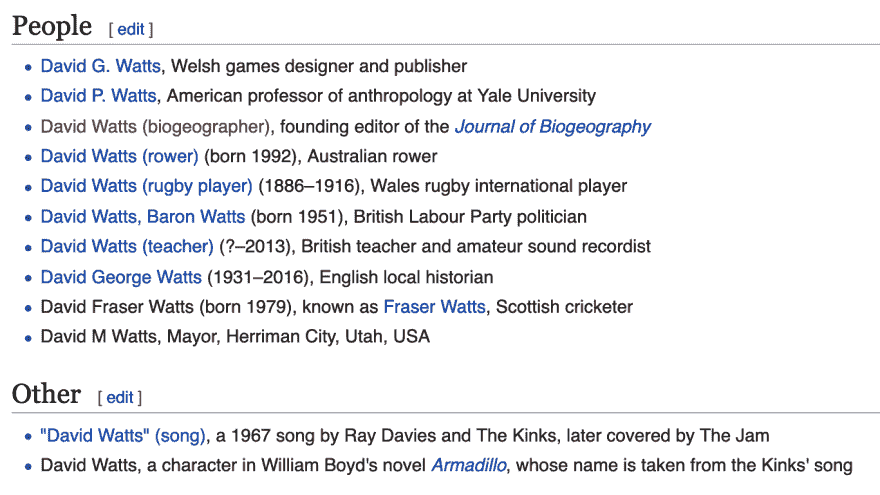 People [ edit ]
David G. Watts, Welsh games designer and publisher
David P. Watts, American professor of anthropology at Yale University
David Watts (biogeographer), founding editor of the Journal of Biogeography
David Watts (rower) (born 1992), Australian rower
David Watts (rugby player) (1886–1916), Wales rugby international player
David Watts, Baron Watts (born 1951), British Labour Party politician
David Watts (teacher) (?–2013), British teacher and amateur sound recordist
David George Watts (1931–2016), English local historian
David Fraser Watts (born 1979), known as Fraser Watts, Scottish cricketer
David M Watts, Mayor, Herriman City, Utah, USA
Other [ edit ]
"David Watts" (song), a 1967 song by Ray Davies and The Kinks, later covered by The Jam
David Watts, a character in William Boyd's novel Armadillo, whose name is taken from the Kinks' song